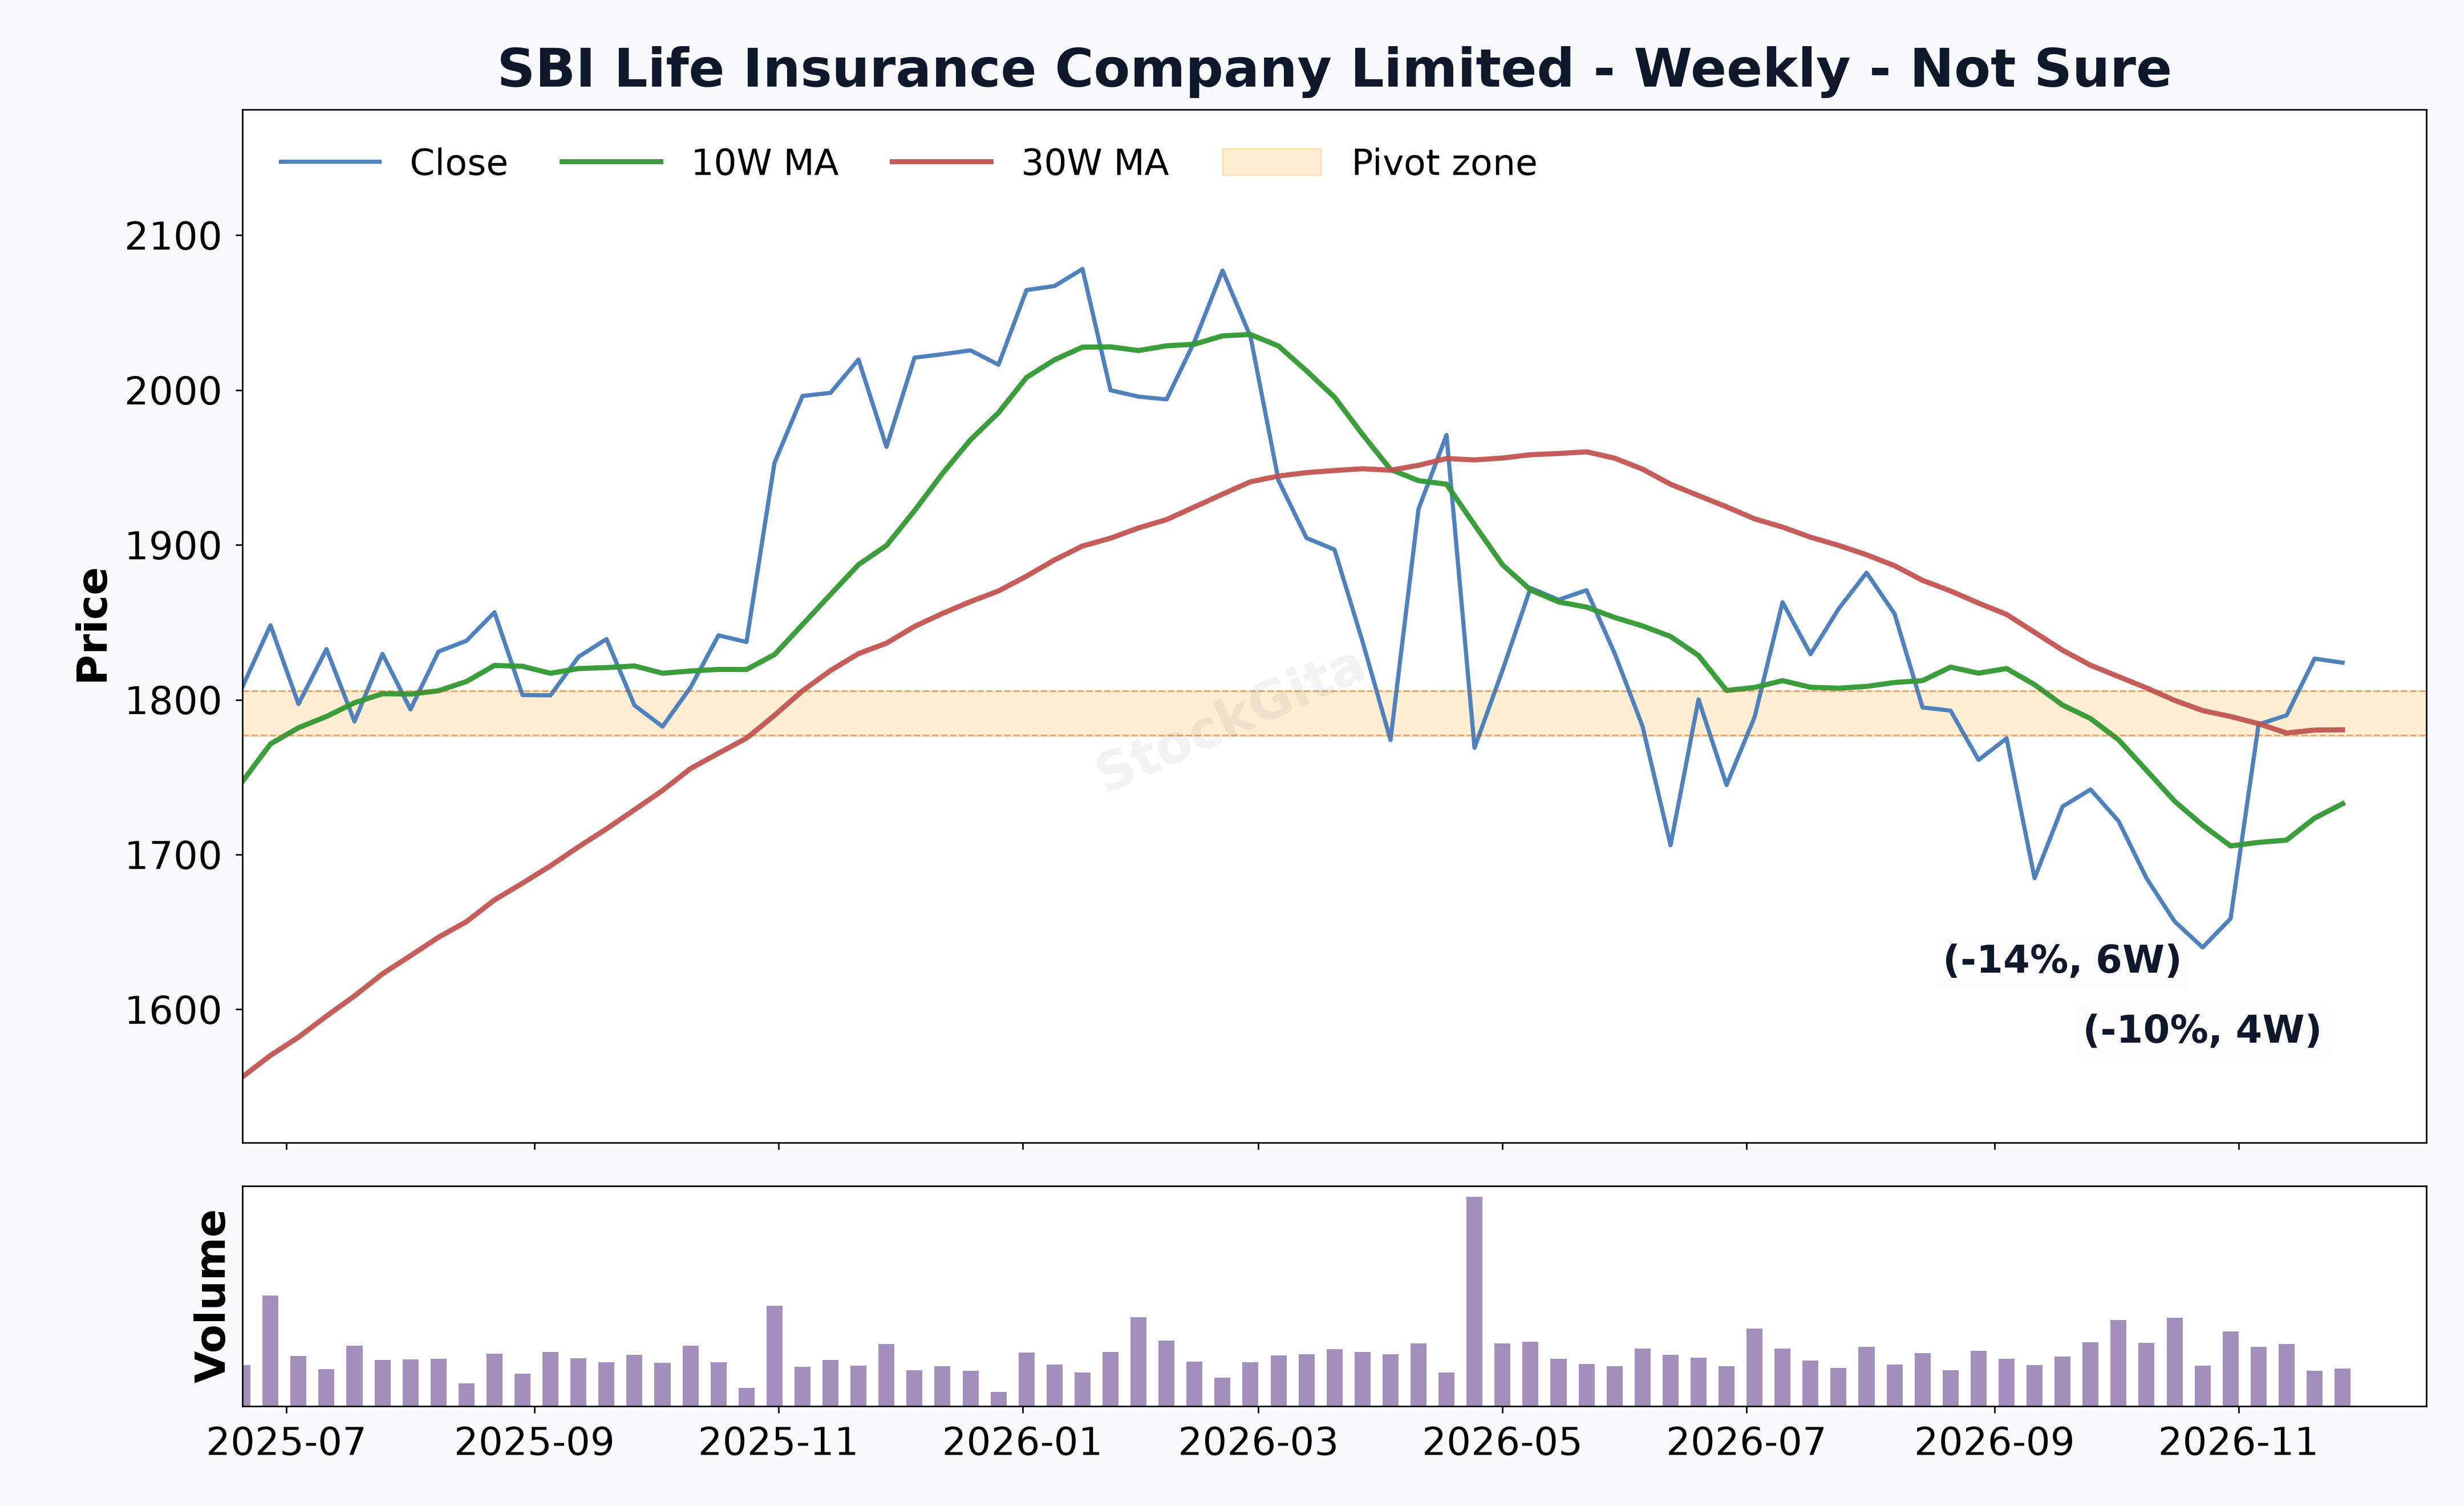 SBI Life Insurance Company Limited - Weekly - Not Sure
Close 10W MA 30W MA Pivot zone
Price
2100
2000
1900
1800
1700
1600
StockGita
(-14%, 6W)
(-10%, 4W)
Volume
2025-07 2025-09 2025-11 2026-01 2026-03 2026-05 2026-07 2026-09 2026-11